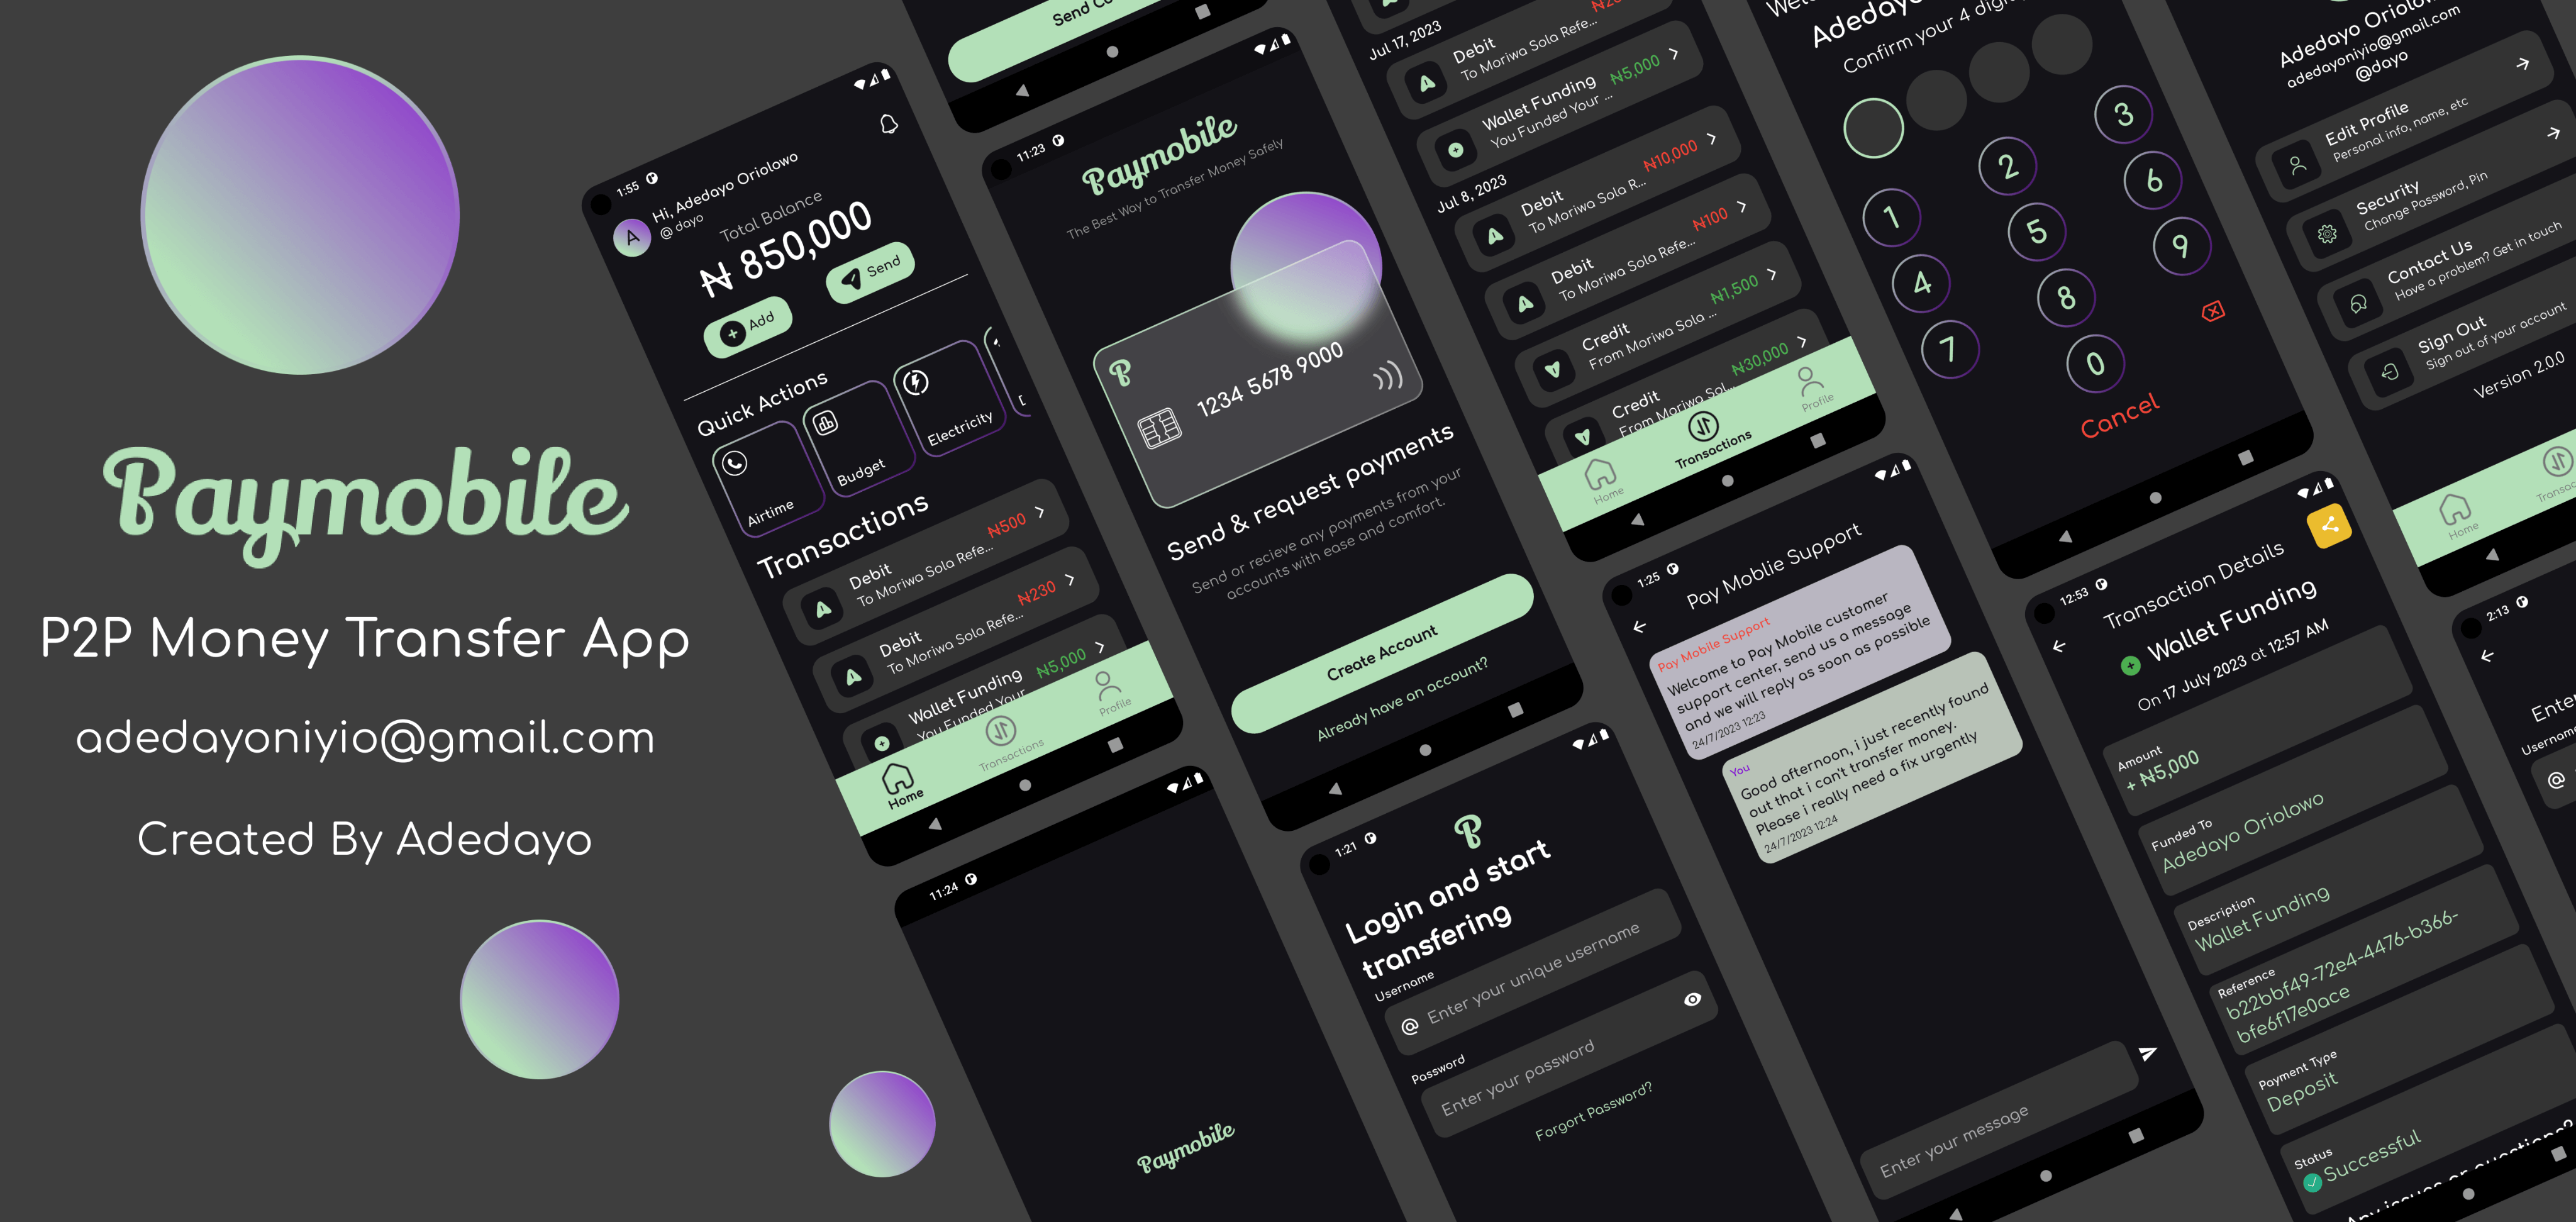 Paymobile
P2P Money Transfer App
adedayoniyio@gmail.com
Created By Adedayo
1:55
Hi, Adedayo Oriolowo
@dayo
A
Total Balance
₦ 850,000
Add
Send
Quick Actions
Airtime
Budget
Electricity
Transactions
Debit
To Moriwa Sola Refe...
₦500
Debit
To Moriwa Sola Refe...
₦230
Wallet Funding
You Funded Your
₦5,000
Home
Transactions
Profile
11:24
Paymobile
Send
11:23
Paymobile
The Best Way to Transfer Money Safely
1234 5678 9000
Send & request payments
Send or recieve any payments from your
accounts with ease and comfort.
Create Account
Already have an account?
1:21
Login and start
transfering
Username
@ Enter your unique username
Password
Enter your password
Forgort Password?
Jul 17, 2023
Debit
To Moriwa Sola Refe...
Wallet Funding
You Funded Your ...
₦5,000
Jul 8, 2023
Debit
To Moriwa Sola R...
₦10,000
Debit
To Moriwa Sola Refe...
₦100
Credit
From Moriwa Sola ...
₦1,500
Credit
From Moriwa Sol...
₦30,000
Home
Transactions
Profile
1:25
Pay Moblie Support
Pay Mobile Support
Welcome to Pay Mobile customer
support center, send us a message
and we will reply as soon as possible
24/7/2023 12:23
You
Good afternoon, i just recently found
out that i can't transfer money.
Please i really need a fix urgently
24/7/2023 12:24
Enter your message
Adedayo
Confirm your 4 digi
1
2
3
4
5
6
7
8
9
0
Cancel
12:53
Transaction Details
Wallet Funding
On 17 July 2023 at 12:57 AM
Amount
+ ₦5,000
Funded To
Adedayo Oriolowo
Description
Wallet Funding
Reference
b22bbf49-72e4-4476-b366-
bfe6f17e0ace
Payment Type
Deposit
Status
Successful
Adedayo Oriolowo
adedayoniyio@gmail.com
@dayo
Edit Profile
Personal info, name, etc
Security
Change Password, Pin
Contact Us
Have a problem? Get in touch
Sign Out
Sign out of your account
Version 2.0.0
Home
Transac
2:13
Enter
Username
@